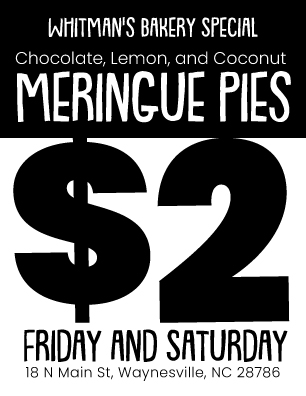 WHITMAN'S BAKERY SPECIAL
Chocolate, Lemon, and Coconut
MERINGUE PIES
$2
FRIDAY AND SATURDAY
18 N Main St, Waynesville, NC 28786